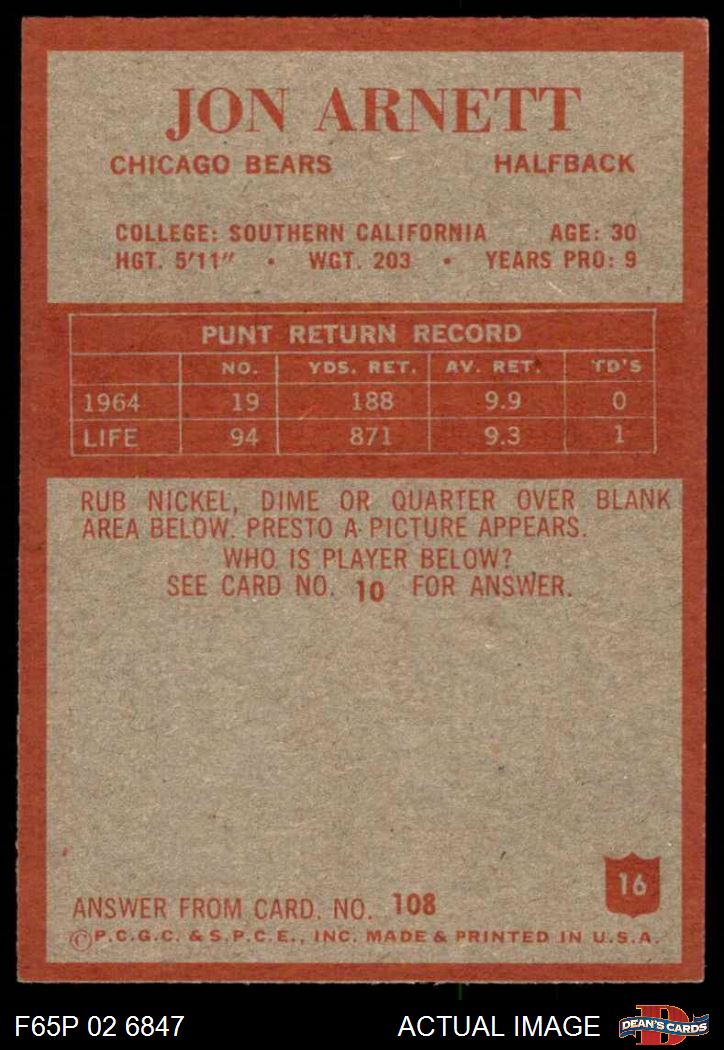 JON ARNETT
CHICAGO BEARS HALFBACK
COLLEGE: SOUTHERN CALIFORNIA AGE: 30
HGT. 5'11" • WGT. 203 • YEARS PRO: 9
PUNT RETURN RECORD
NO. YDS. RET. AV. RET. TD'S
1964 19 188 9.9 0
LIFE 94 871 9.3 1
RUB NICKEL, DIME OR QUARTER OVER BLANK
AREA BELOW. PRESTO A PICTURE APPEARS.
WHO IS PLAYER BELOW?
SEE CARD NO. 10 FOR ANSWER.
16
ANSWER FROM CARD. NO. 108
©P.C.G.C. & S.P.C.E., INC. MADE & PRINTED IN U.S.A.
F65P 02 6847 ACTUAL IMAGE D DEAN'S CARDS